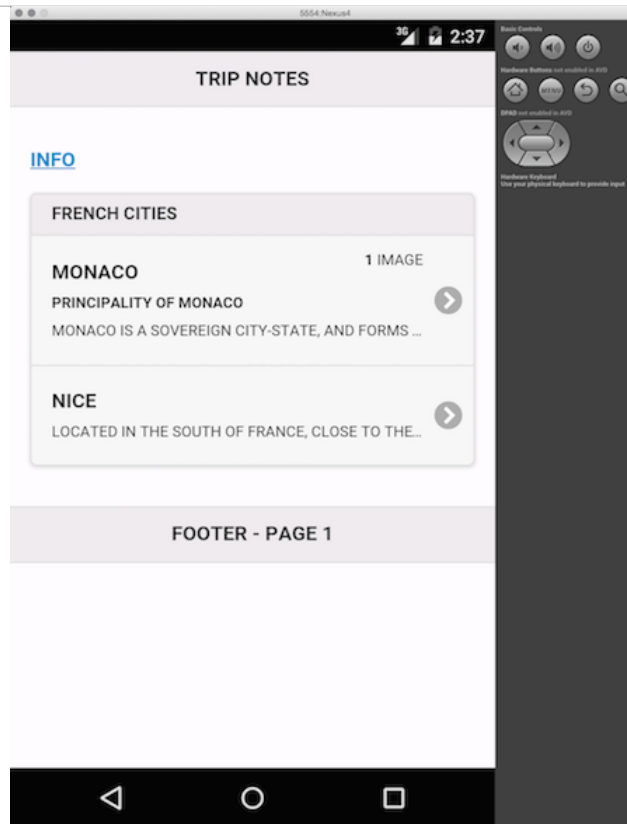 5554:Nexus4
3G 2:37
Basic Controls
Hardware Buttons not enabled in AVD
MENU
DPAD not enabled in AVD
Hardware Keyboard
Use your physical keyboard to provide input
TRIP NOTES
INFO
FRENCH CITIES
1 IMAGE
MONACO
PRINCIPALITY OF MONACO
MONACO IS A SOVEREIGN CITY-STATE, AND FORMS ...
NICE
LOCATED IN THE SOUTH OF FRANCE, CLOSE TO THE...
FOOTER - PAGE 1